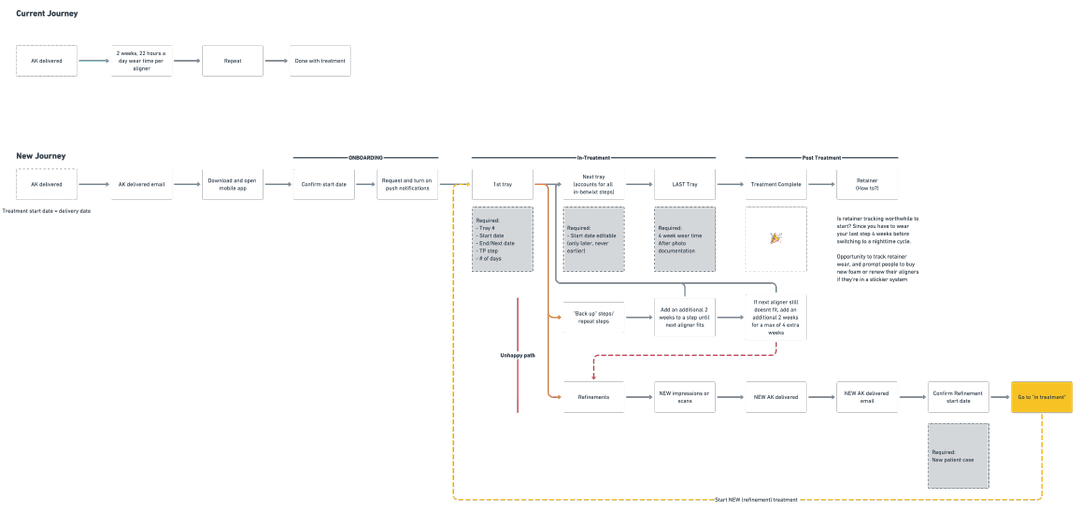 Current Journey
AK delivered
2 weeks, 22 hours a
day wear time per
aligner
Repeat
Done with treatment
New Journey
ONBOARDING
In-Treatment
Post Treatment
AK delivered
AK delivered email
Download and open
mobile app
Confirm start date
Request and turn on
push notifications
1st tray
Next tray
(accounts for all
in-betwixt steps)
LAST Tray
Treatment Complete
Retainer
(How to?)
Treatment start date = delivery date
Required:
- Tray #
- Start date
- End/Next date
- TP step
- # of days
Required:
- Start date editable
(only later, never
earlier)
Required:
4 week wear time
After photo
documentation
Is retainer tracking worthwhile to
start? Since you have to wear
your last step 4 weeks before
switching to a nighttime cycle.
Opportunity to track retainer
wear, and prompt people to buy
new foam or renew their aligners
if they're in a stickier system
"Back up" steps/
repeat steps
Add an additional 2
weeks to a step until
next aligner fits
If next aligner still
doesnt fit, add an
additional 2 weeks
for a max of 4 extra
weeks
Unhappy path
Refinements
NEW impressions or
scans
NEW AK delivered
NEW AK delivered
email
Confirm Refinement
start date
Go to "in treatment"
Required:
New patient case
Start NEW (refinement) treatment